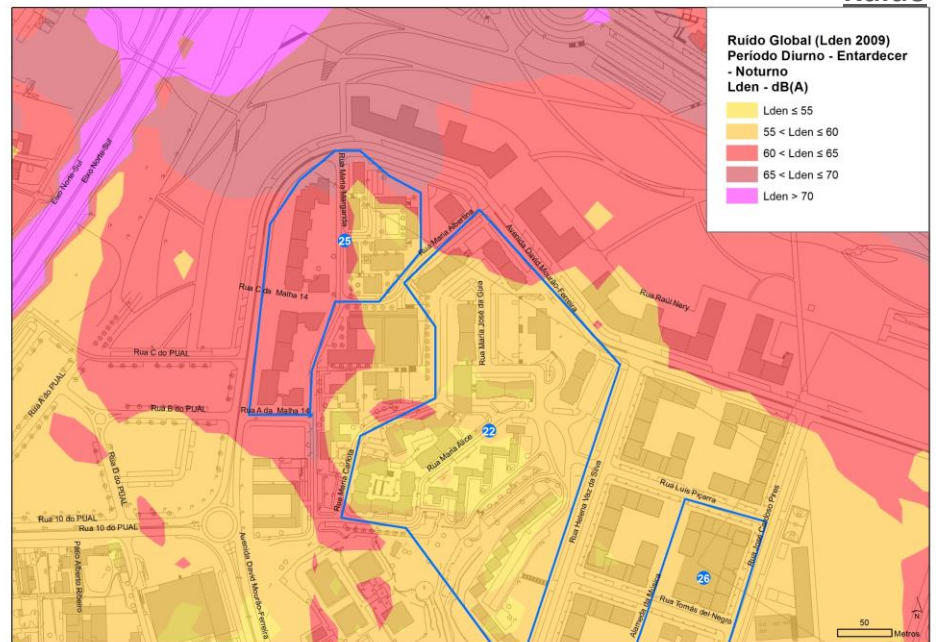 Ruído
Ruído Global (Lden 2009)
Período Diurno - Entardecer
- Noturno
Lden - dB(A)
Lden ≤ 55
55 < Lden ≤ 60
60 < Lden ≤ 65
65 < Lden ≤ 70
Lden > 70
Eixo Norte-Sul
Eixo Norte-Sul
Rua Maria Margarida
25
Rua Maria Albertina
Avenida David Mourão-Ferreira
Rua C da Malha 14
Rua Raúl Nery
Rua Maria José da Guia
Rua C do PUAL
Rua A do PUAL
Rua B do PUAL
Rua A da Malha 14
22
Rua Maria Alice
Rua D do PUAL
Rua Maria Carlota
Rua Helena Vaz da Silva
Rua Luís Piçarra
Rua José Cardoso Pires
Rua 10 do PUAL
Rua 10 do PUAL
Pátio Alberto Ribeiro
Avenida David Mourão-Ferreira
26
Alameda da Música
Rua Tomás del Negro
N
50
Metros